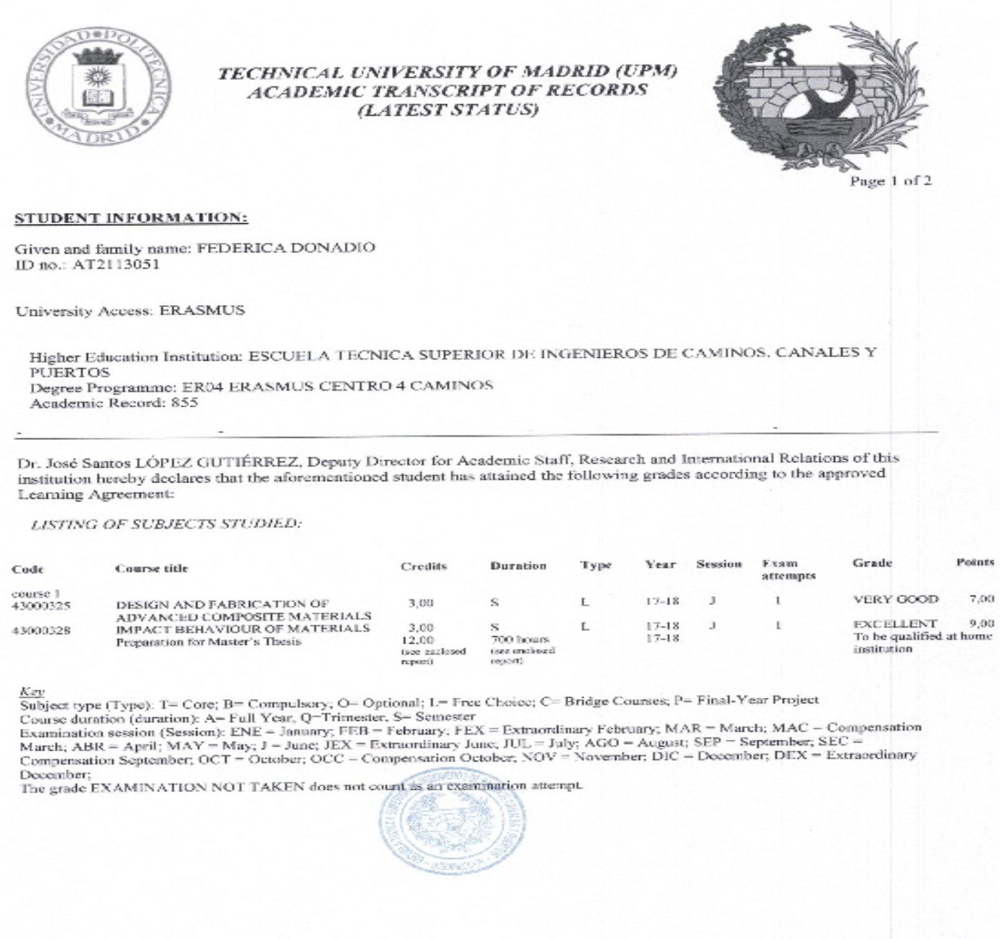 UNIVERSIDAD POLITECNICA
MADRID
TECHNICAL UNIVERSITY OF MADRID (UPM)
ACADEMIC TRANSCRIPT OF RECORDS
(LATEST STATUS)
Page 1 of 2
STUDENT INFORMATION:
Given and family name: FEDERICA DONADIO
ID no.: AT2113051
University Access: ERASMUS
Higher Education Institution: ESCUELA TECNICA SUPERIOR DE INGENIEROS DE CAMINOS, CANALES Y
PUERTOS
Degree Programme: ER04 ERASMUS CENTRO 4 CAMINOS
Academic Record: 855
Dr. José Santos LÓPEZ GUTIÉRREZ, Deputy Director for Academic Staff, Research and International Relations of this
institution hereby declares that the aforementioned student has attained the following grades according to the approved
Learning Agreement:
LISTING OF SUBJECTS STUDIED:
Code Course title Credits Duration Type Year Session Exam Grade Points
attempts
course 1
43000325 DESIGN AND FABRICATION OF 3,00 S L 17-18 J 1 VERY GOOD 7,00
ADVANCED COMPOSITE MATERIALS
43000328 IMPACT BEHAVIOUR OF MATERIALS 3,00 S L 17-18 J 1 EXCELLENT 9,00
Preparation for Master's Thesis 12,00 700 hours 17-18 To be qualified at home
(see enclosed (see enclosed institution
report) report)
Key
Subject type (Type): T= Core; B= Compulsory; O= Optional; L= Free Choice; C= Bridge Courses; P= Final-Year Project
Course duration (duration): A= Full Year, Q=Trimester, S= Semester
Examination session (Session): ENE = January; FEB = February; FEX = Extraordinary February; MAR = March; MAC = Compensation
March; ABR = April; MAY = May; J = June; JEX = Extraordinary June; JUL = July; AGO = August; SEP = September; SEC =
Compensation September; OCT = October; OCC = Compensation October; NOV = November; DIC = December; DEX = Extraordinary
December;
The grade EXAMINATION NOT TAKEN does not count as an examination attempt.